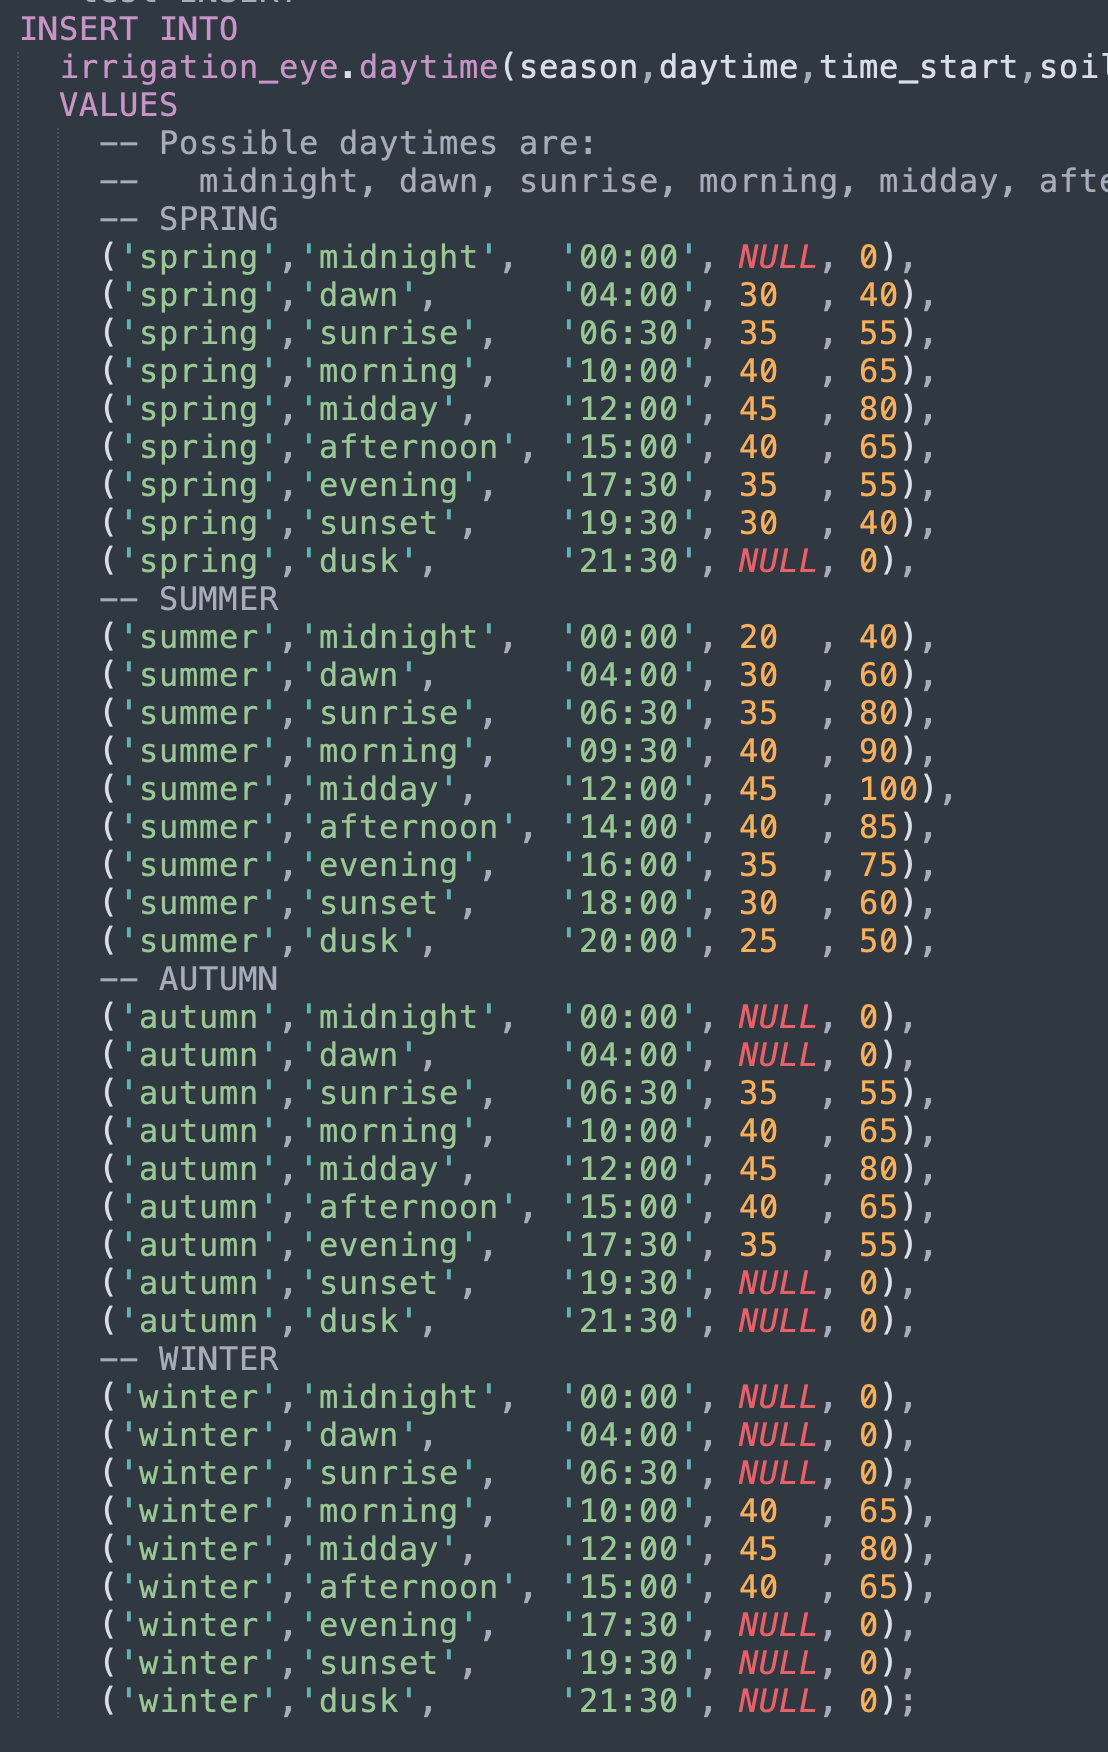 INSERT INTO
irrigation_eye.daytime(season,daytime,time_start,soil
VALUES
-- Possible daytimes are:
--   midnight, dawn, sunrise, morning, midday, afte
-- SPRING
('spring','midnight',  '00:00', NULL, 0),
('spring','dawn',      '04:00', 30  , 40),
('spring','sunrise',   '06:30', 35  , 55),
('spring','morning',   '10:00', 40  , 65),
('spring','midday',    '12:00', 45  , 80),
('spring','afternoon', '15:00', 40  , 65),
('spring','evening',   '17:30', 35  , 55),
('spring','sunset',    '19:30', 30  , 40),
('spring','dusk',      '21:30', NULL, 0),
-- SUMMER
('summer','midnight',  '00:00', 20  , 40),
('summer','dawn',      '04:00', 30  , 60),
('summer','sunrise',   '06:30', 35  , 80),
('summer','morning',   '09:30', 40  , 90),
('summer','midday',    '12:00', 45  , 100),
('summer','afternoon', '14:00', 40  , 85),
('summer','evening',   '16:00', 35  , 75),
('summer','sunset',    '18:00', 30  , 60),
('summer','dusk',      '20:00', 25  , 50),
-- AUTUMN
('autumn','midnight',  '00:00', NULL, 0),
('autumn','dawn',      '04:00', NULL, 0),
('autumn','sunrise',   '06:30', 35  , 55),
('autumn','morning',   '10:00', 40  , 65),
('autumn','midday',    '12:00', 45  , 80),
('autumn','afternoon', '15:00', 40  , 65),
('autumn','evening',   '17:30', 35  , 55),
('autumn','sunset',    '19:30', NULL, 0),
('autumn','dusk',      '21:30', NULL, 0),
-- WINTER
('winter','midnight',  '00:00', NULL, 0),
('winter','dawn',      '04:00', NULL, 0),
('winter','sunrise',   '06:30', NULL, 0),
('winter','morning',   '10:00', 40  , 65),
('winter','midday',    '12:00', 45  , 80),
('winter','afternoon', '15:00', 40  , 65),
('winter','evening',   '17:30', NULL, 0),
('winter','sunset',    '19:30', NULL, 0),
('winter','dusk',      '21:30', NULL, 0);